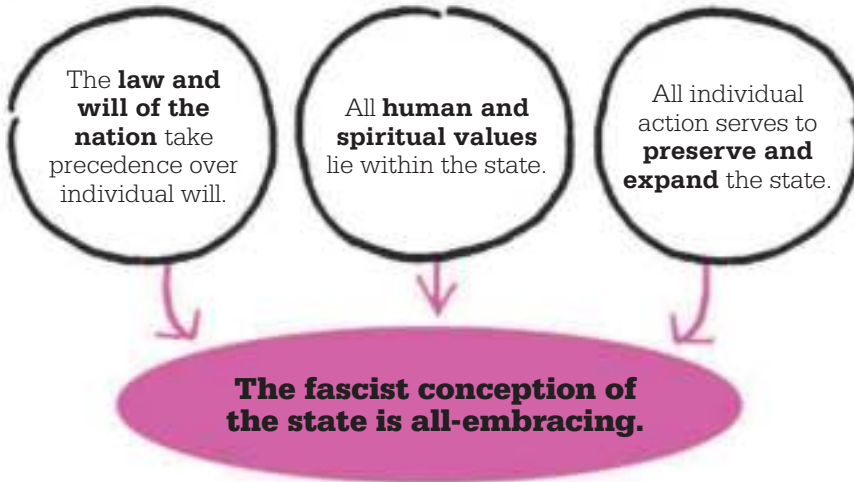 The law and
will of the
nation take
precedence over
individual will.
All human and
spiritual values
lie within the state.
All individual
action serves to
preserve and
expand the state.
The fascist conception of
the state is all-embracing.